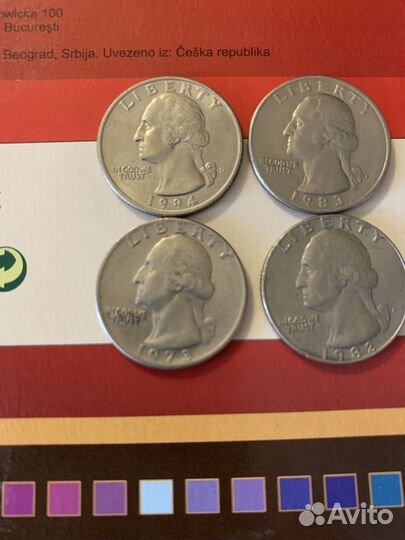 owicka 100
Bucureşti
Beograd, Srbija. Uvezeno iz: Češka republika
LIBERTY
IN GOD WE
TRUST
D
1994
LIBERTY
IN GOD WE
TRUST
1983
LIBERTY
IN GOD WE
TRUST
LIBERTY
IN GOD WE
TRUST
Avito